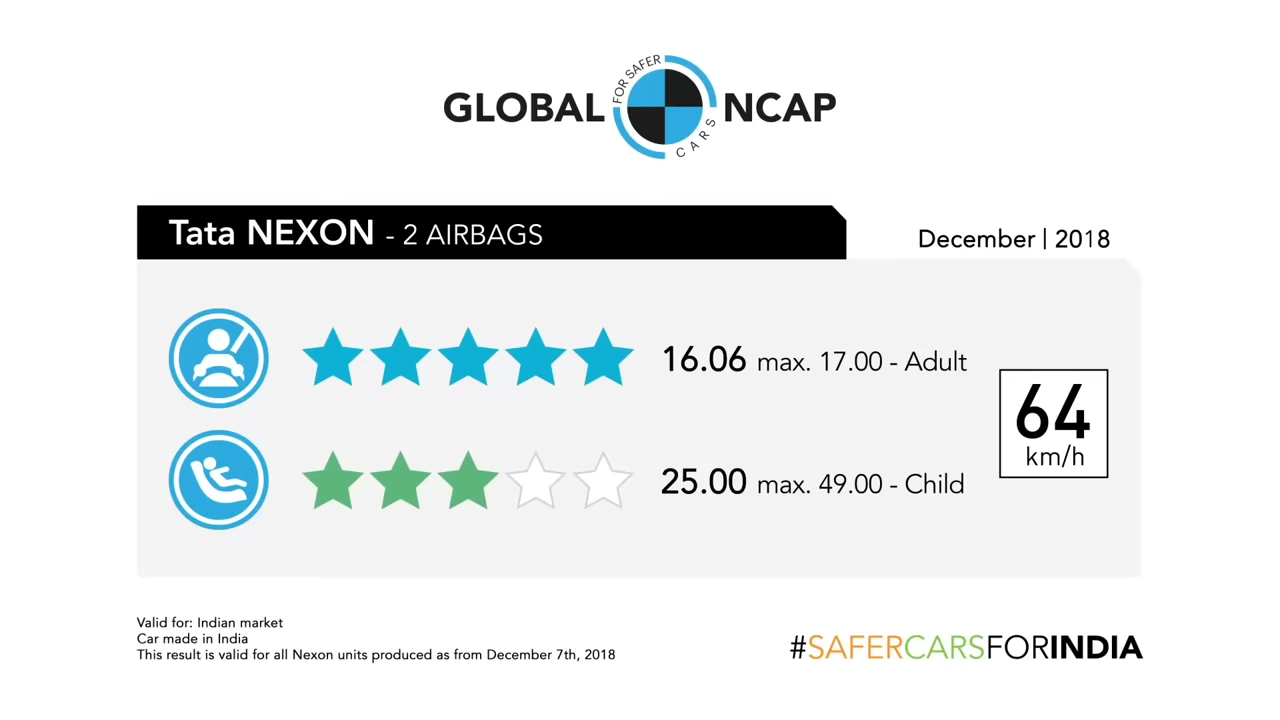 GLOBAL FOR SAFER CARS NCAP
Tata NEXON - 2 AIRBAGS
December | 2018
16.06 max. 17.00 - Adult
64
km/h
25.00 max. 49.00 - Child
Valid for: Indian market
Car made in India
This result is valid for all Nexon units produced as from December 7th, 2018
#SAFERCARSFORINDIA